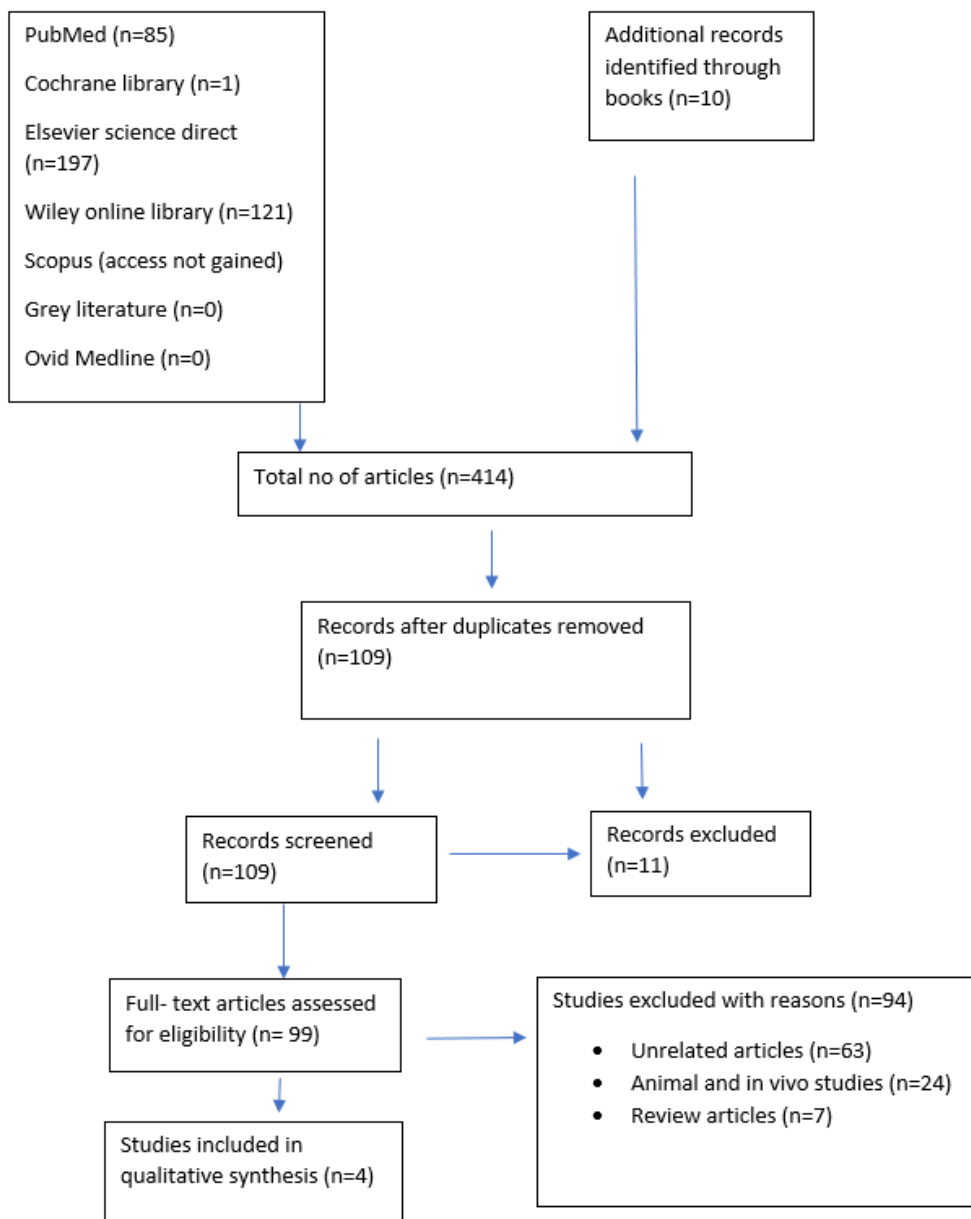 PubMed (n=85)
Cochrane library (n=1)
Elsevier science direct
(n=197)
Wiley online library (n=121)
Scopus (access not gained)
Grey literature (n=0)
Ovid Medline (n=0)
Additional records
identified through
books (n=10)
Total no of articles (n=414)
Records after duplicates removed
(n=109)
Records screened
(n=109)
Records excluded
(n=11)
Full- text articles assessed
for eligibility (n= 99)
Studies excluded with reasons (n=94)
• Unrelated articles (n=63)
• Animal and in vivo studies (n=24)
• Review articles (n=7)
Studies included in
qualitative synthesis (n=4)